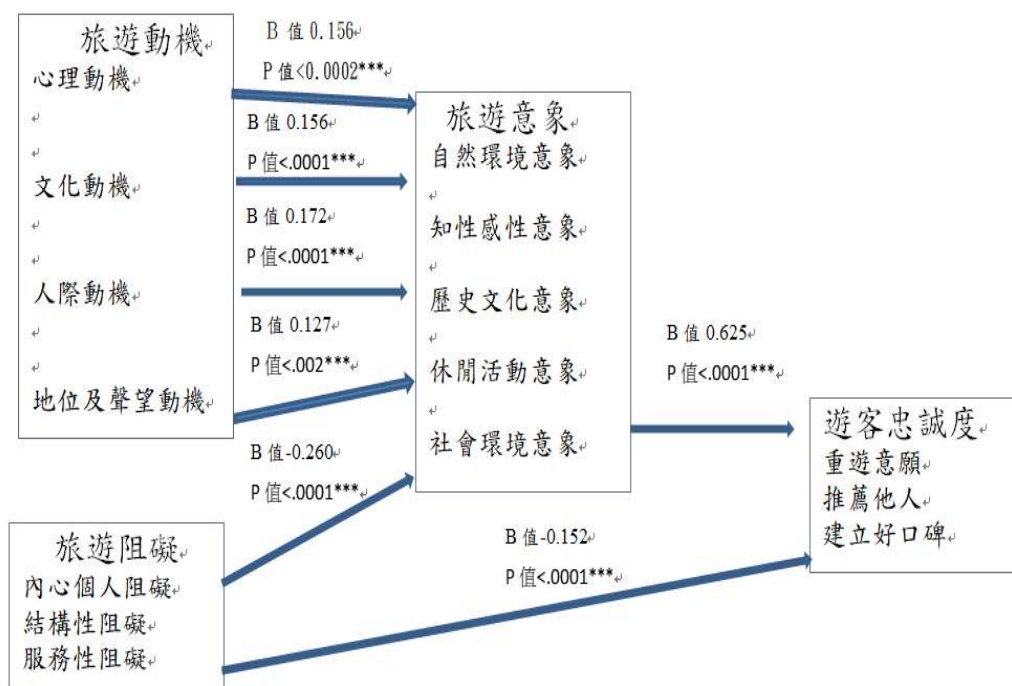 旅遊動機
心理動機
文化動機
人際動機
地位及聲望動機
B 值 0.156
P 值<0.0002***
B 值 0.156
P 值<.0001***
B 值 0.172
P 值<.0001***
B 值 0.127
P 值<.002***
B 值-0.260
P 值<.0001***
旅遊意象
自然環境意象
知性感性意象
歷史文化意象
休閒活動意象
社會環境意象
B 值 0.625
P 值<.0001***
遊客忠誠度
重遊意願
推薦他人
建立好口碑
旅遊阻礙
內心個人阻礙
結構性阻礙
服務性阻礙
B 值-0.152
P 值<.0001***